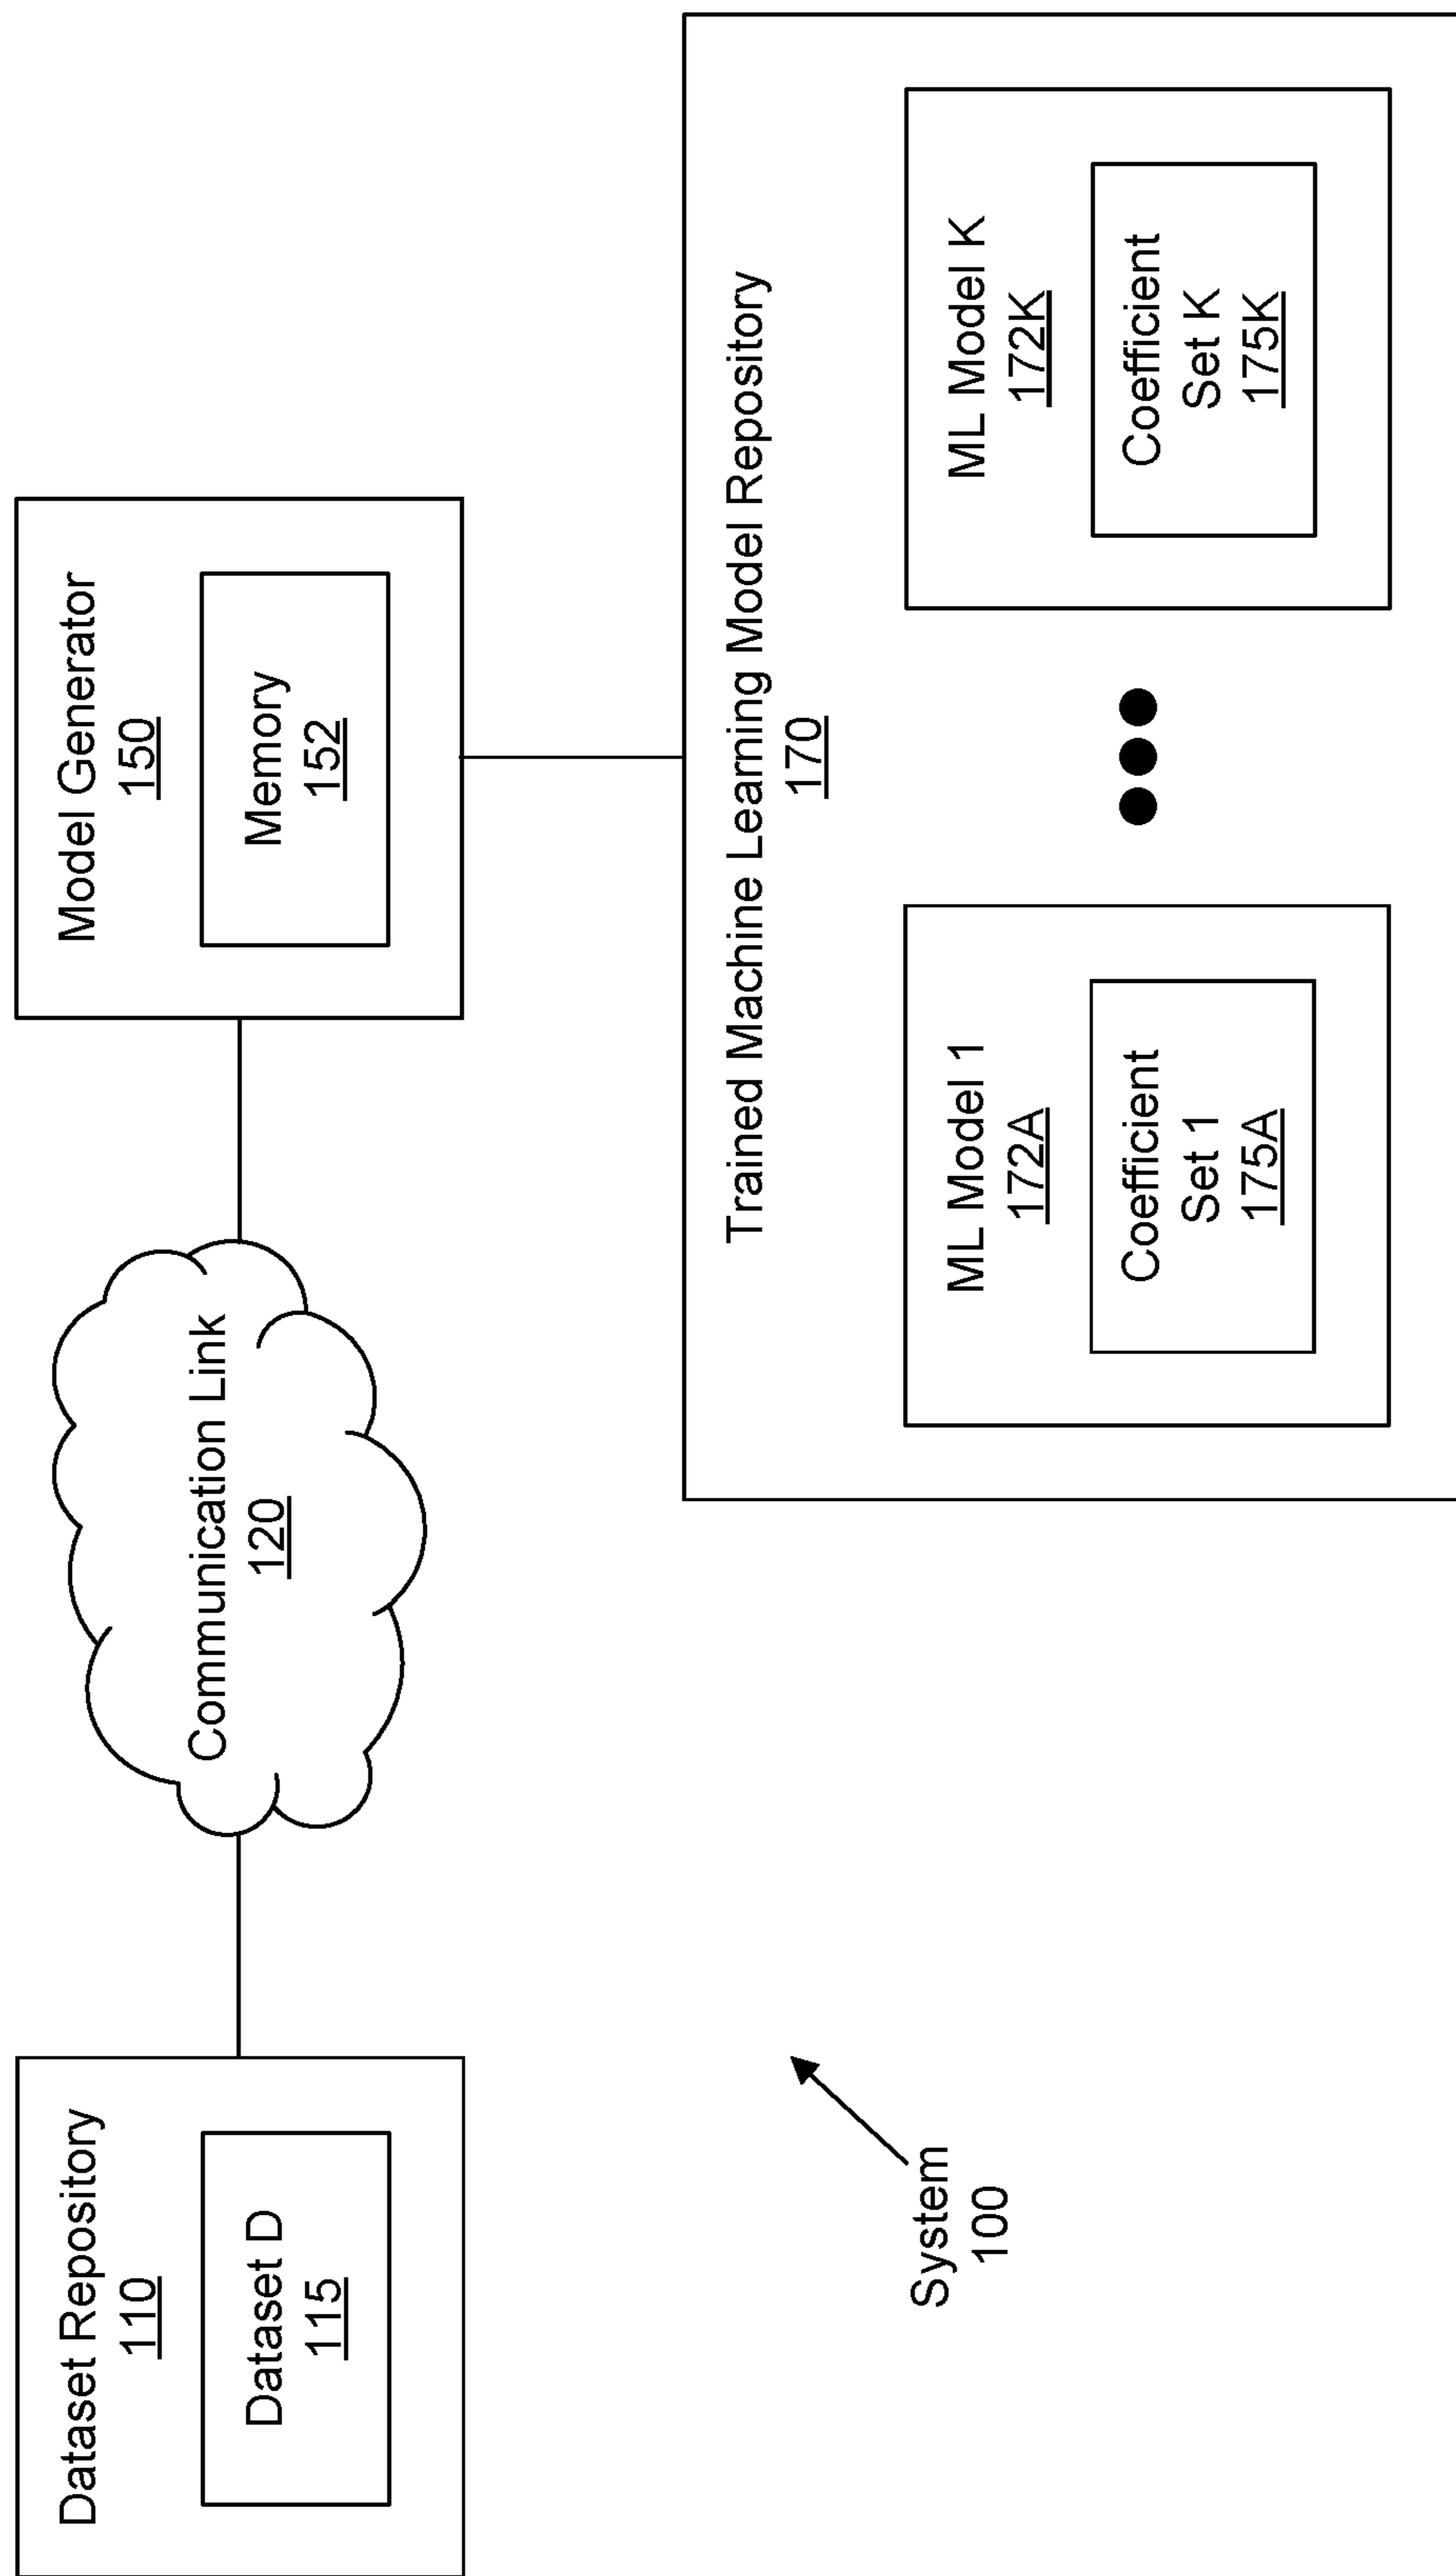 Dataset Repository
110
Dataset D
115
Communication Link
120
Model Generator
150
Memory
152
Trained Machine Learning Model Repository
170
ML Model 1
172A
Coefficient
Set 1
175A
ML Model K
172K
Coefficient
Set K
175K
System
100